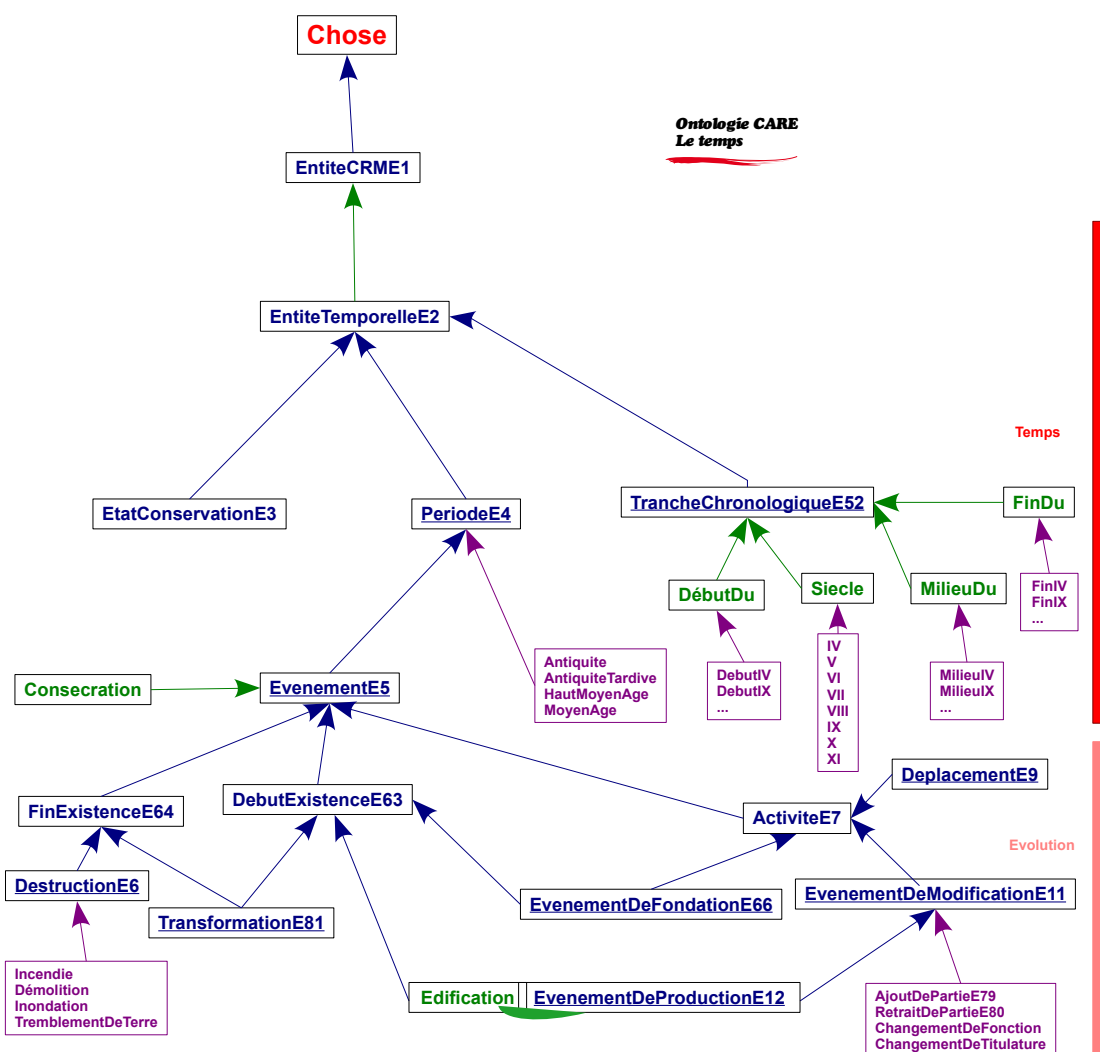 Chose
Ontologie CARE
Le temps
EntiteCRME1
EntiteTemporelleE2
Temps
EtatConservationE3
PeriodeE4
TrancheChronologiqueE52
FinDu
DébutDu
Siecle
MilieuDu
FinIV
FinIX
...
IV
V
VI
VII
VIII
IX
X
XI
Antiquite
AntiquiteTardive
HautMoyenAge
MoyenAge
DebutIV
DebutIX
...
MilieuIV
MilieuIX
...
Consecration
EvenementE5
DeplacementE9
FinExistenceE64
DebutExistenceE63
ActiviteE7
Evolution
DestructionE6
TransformationE81
EvenementDeFondationE66
EvenementDeModificationE11
Incendie
Démolition
Inondation
TremblementDeTerre
Edification
EvenementDeProductionE12
AjoutDePartieE79
RetraitDePartieE80
ChangementDeFonction
ChangementDeTitulature